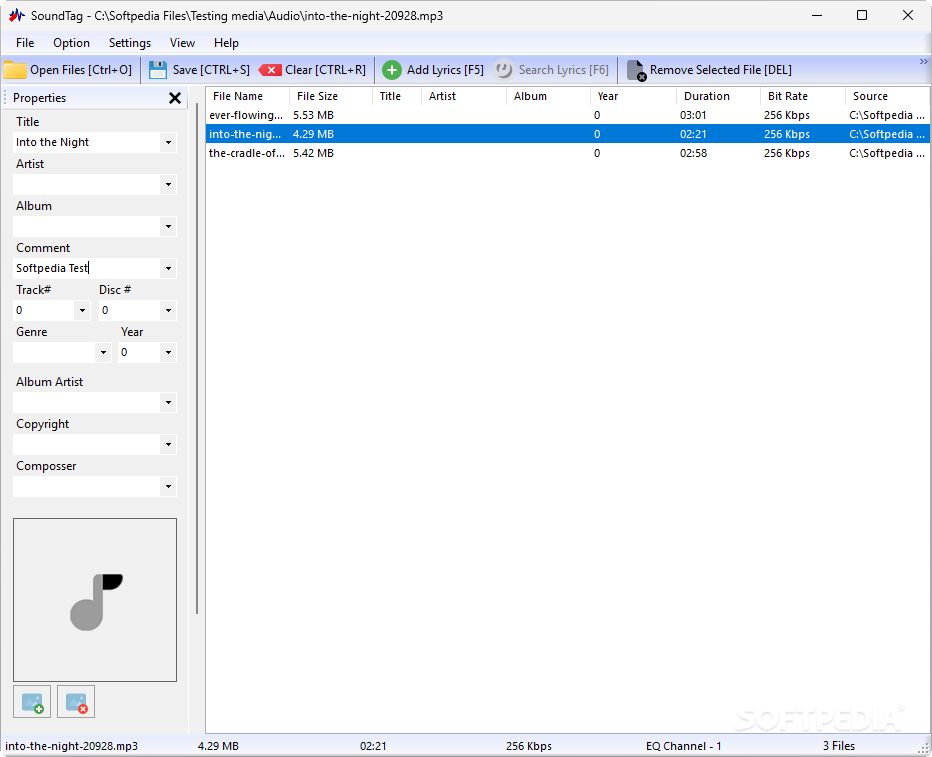 SoundTag - C:\Softpedia Files\Testing media\Audio\into-the-night-20928.mp3
File Option Settings View Help
Open Files [Ctrl+O] Save [CTRL+S] Clear [CTRL+R] Add Lyrics [F5] Search Lyrics [F6] Remove Selected File [DEL] »
Properties
Title
Into the Night
Artist
Album
Comment
Softpedia Test
Track# Disc #
0 0
Genre Year
0
Album Artist
Copyright
Composser
File Name File Size Title Artist Album Year Duration Bit Rate Source
ever-flowing... 5.53 MB 0 03:01 256 Kbps C:\Softpedia ...
into-the-nig... 4.29 MB 0 02:21 256 Kbps C:\Softpedia ...
the-cradle-of... 5.42 MB 0 02:58 256 Kbps C:\Softpedia ...
SOFTPEDIA®
into-the-night-20928.mp3 4.29 MB 02:21 256 Kbps EQ Channel - 1 3 Files